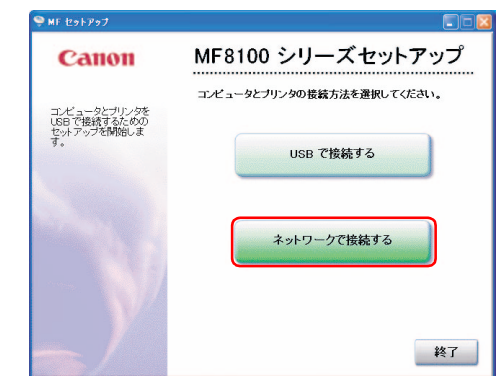 MF セットアップ
Canon
MF8100 シリーズセットアップ
コンピュータとプリンタの接続方法を選択してください。
コンピュータとプリンタを
USB で接続するための
セットアップを開始しま
す。
USB で接続する
ネットワークで接続する
終了